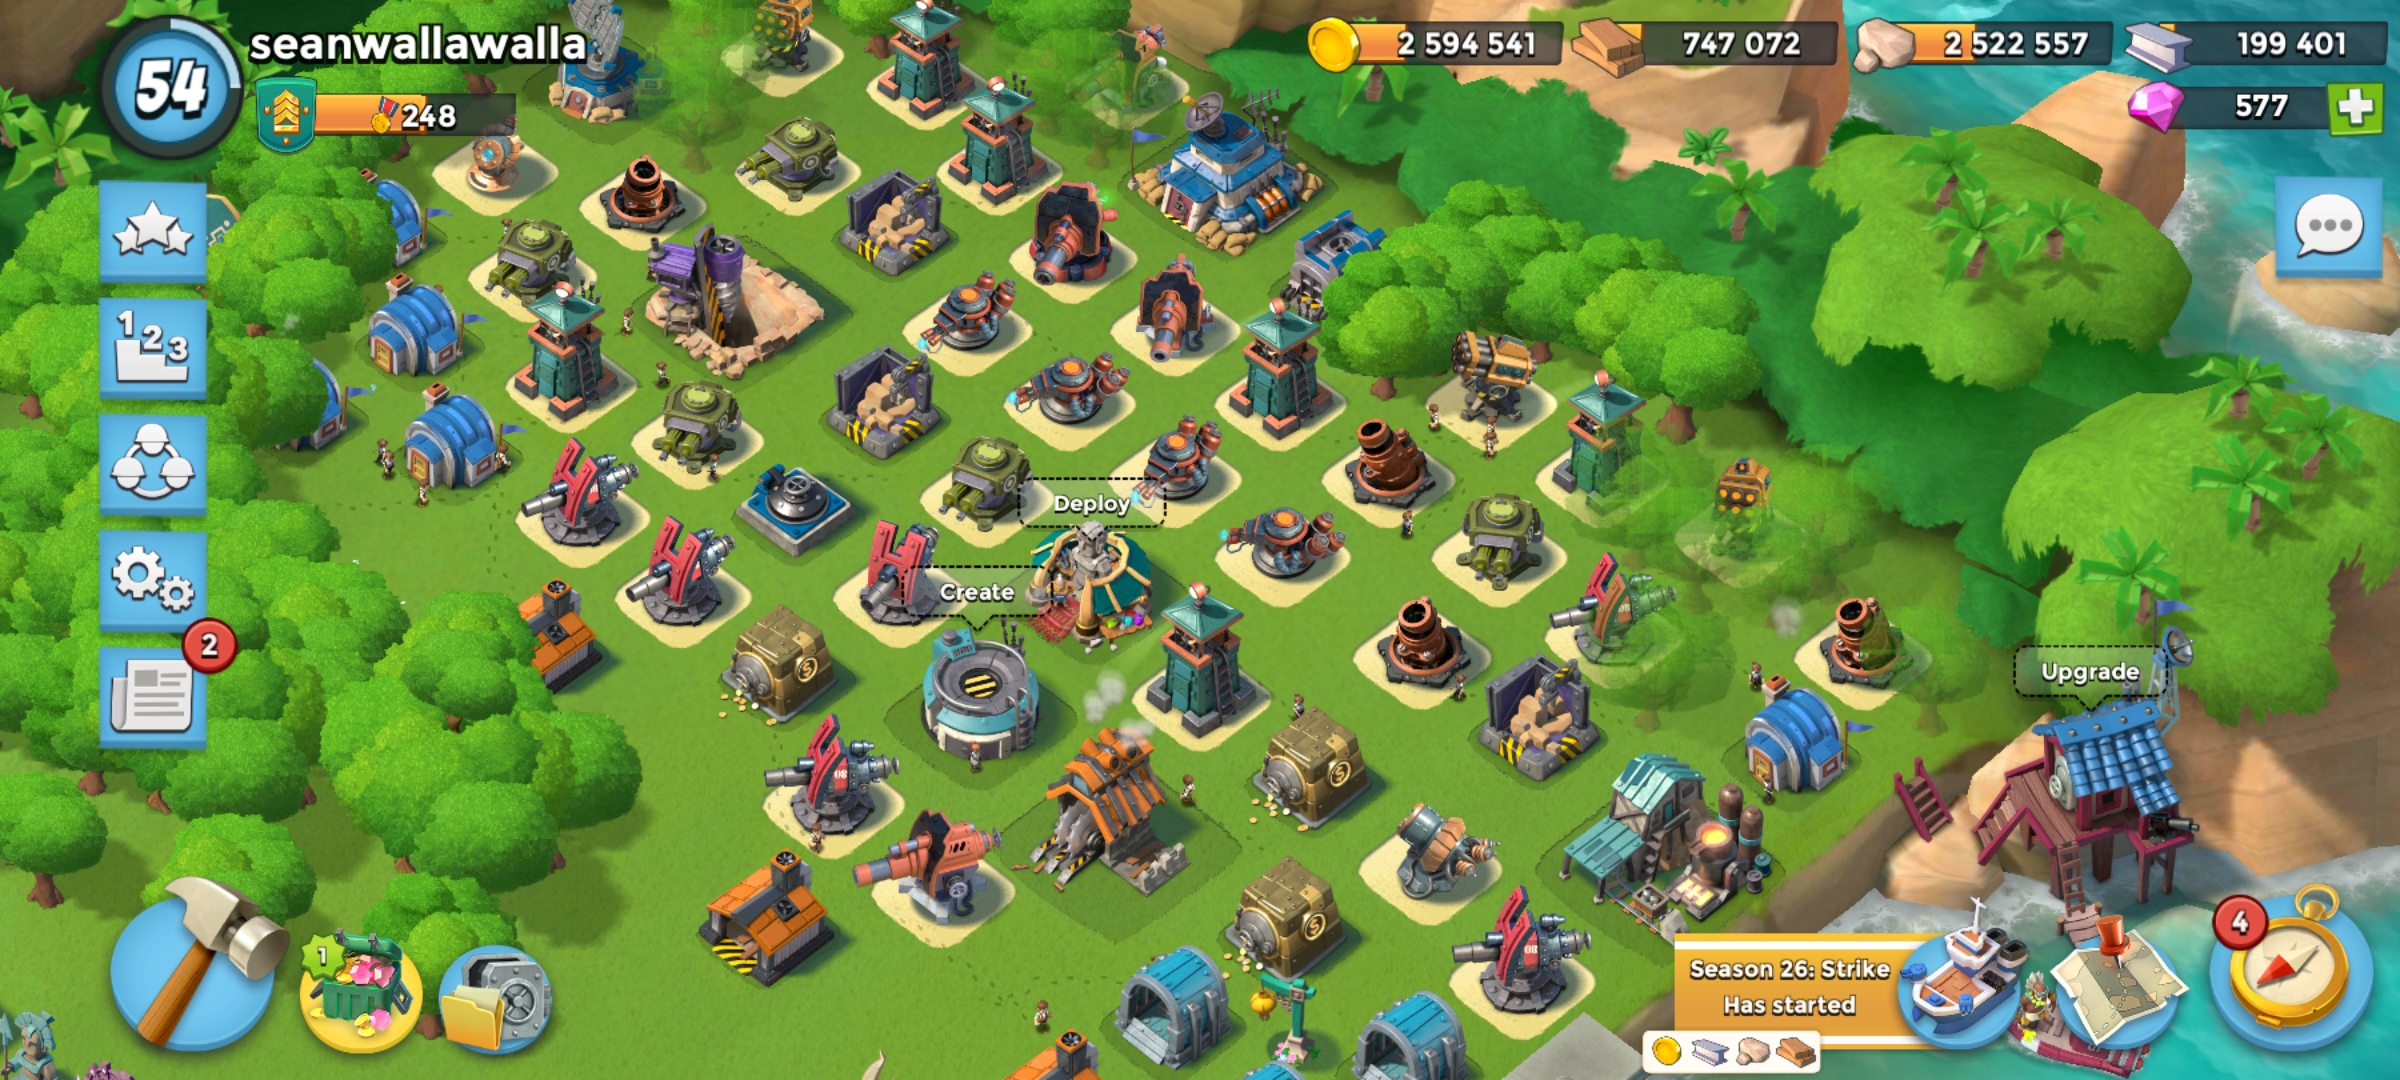 54
seanwallawalla
248
2 594 541
747 072
2 522 557
199 401
577
123
Deploy
Create
2
Upgrade
1
4
Season 26: Strike
Has started